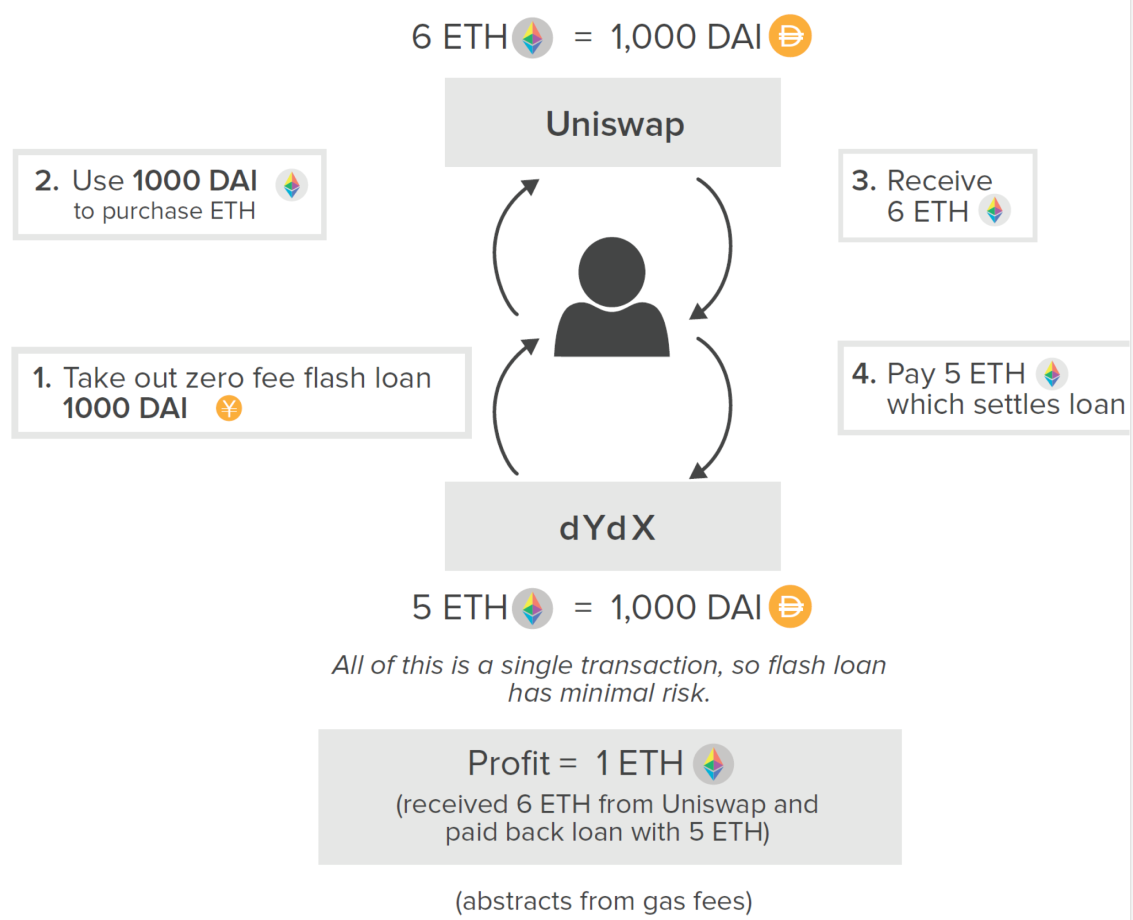 6 ETH = 1,000 DAI
Uniswap
2. Use 1000 DAI
to purchase ETH
3. Receive
6 ETH
1. Take out zero fee flash loan
1000 DAI ¥
4. Pay 5 ETH
which settles loan
dYdX
5 ETH = 1,000 DAI
All of this is a single transaction, so flash loan
has minimal risk.
Profit = 1 ETH
(received 6 ETH from Uniswap and
paid back loan with 5 ETH)
(abstracts from gas fees)